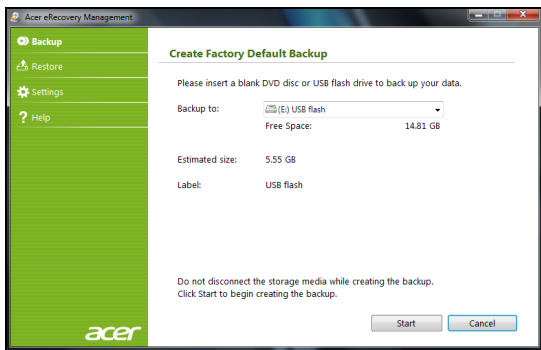 Acer eRecovery Management
Backup
Restore
Settings
? Help
Create Factory Default Backup
Please insert a blank DVD disc or USB flash drive to back up your data.
Backup to: (E:) USB flash
Free Space: 14.81 GB
Estimated size: 5.55 GB
Label: USB flash
Do not disconnect the storage media while creating the backup.
Click Start to begin creating the backup.
Start Cancel
acer